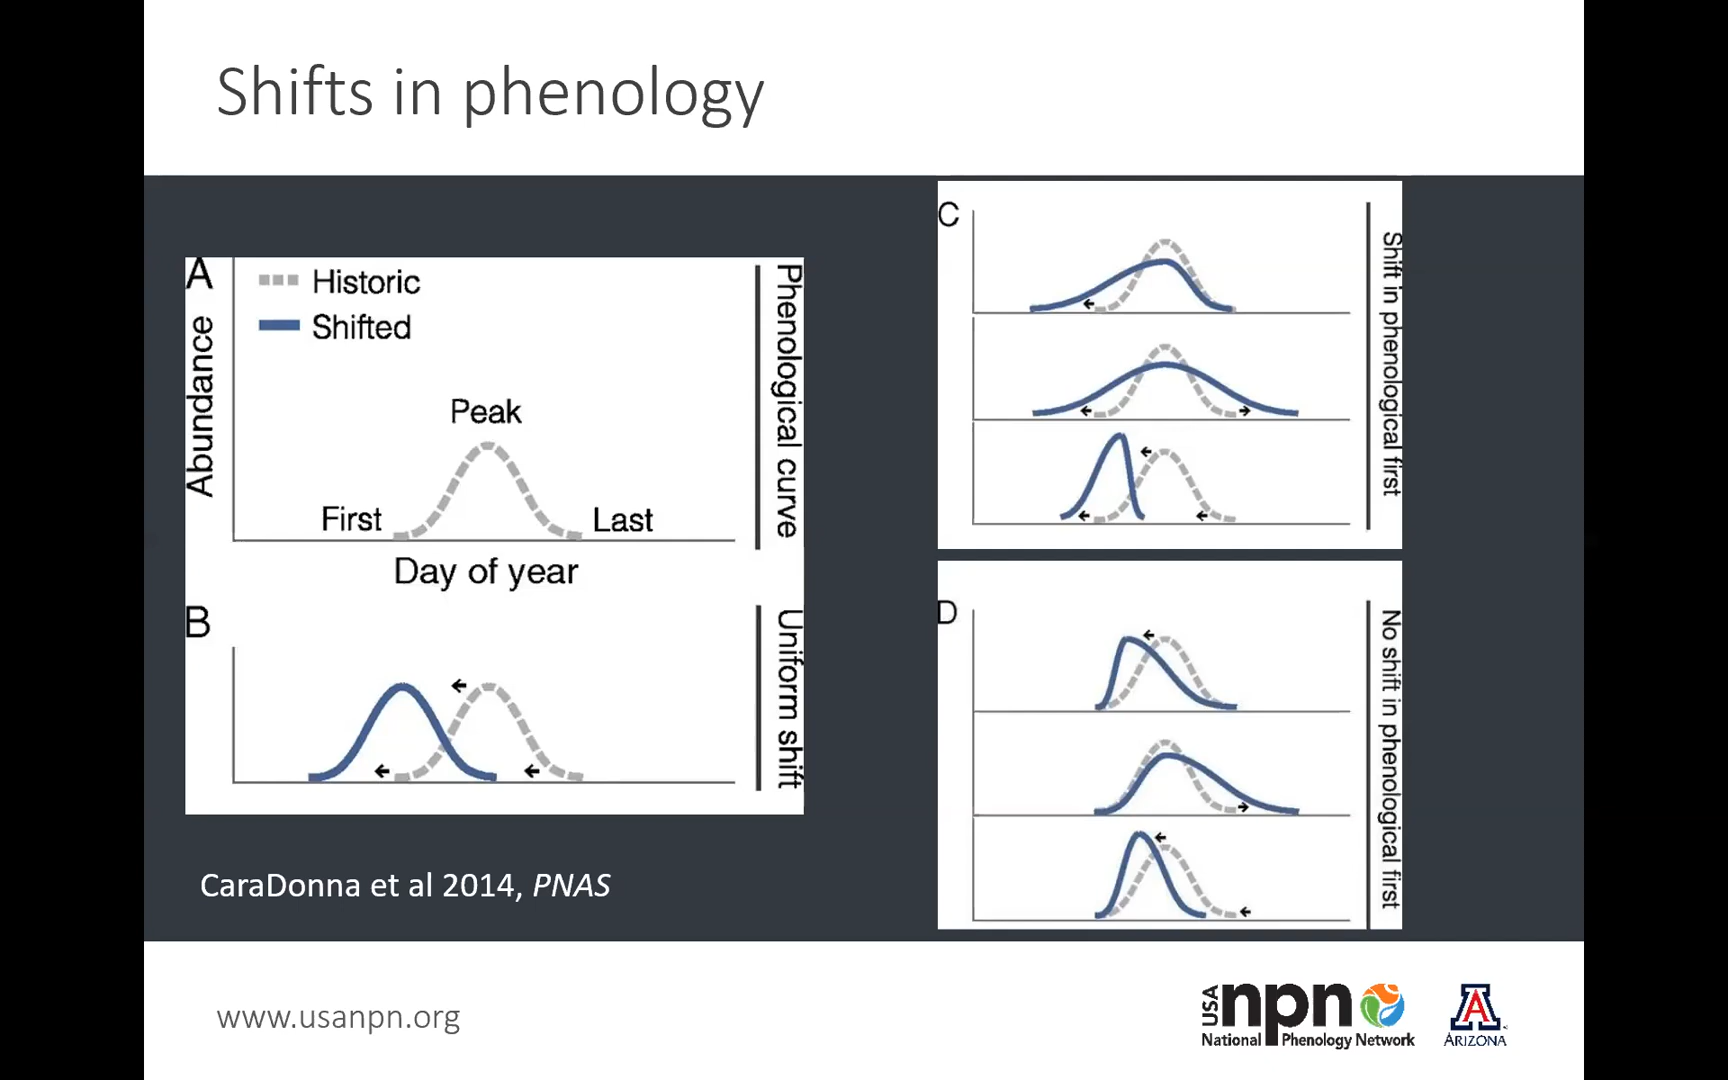 Shifts in phenology
A
Historic
Shifted
Abundance
Peak
First
Last
Day of year
Phenological curve
B
Uniform shift
CaraDonna et al 2014, PNAS
C
Shift in phenological first
D
No shift in phenological first
www.usanpn.org
USA
npn
National Phenology Network
A
ARIZONA